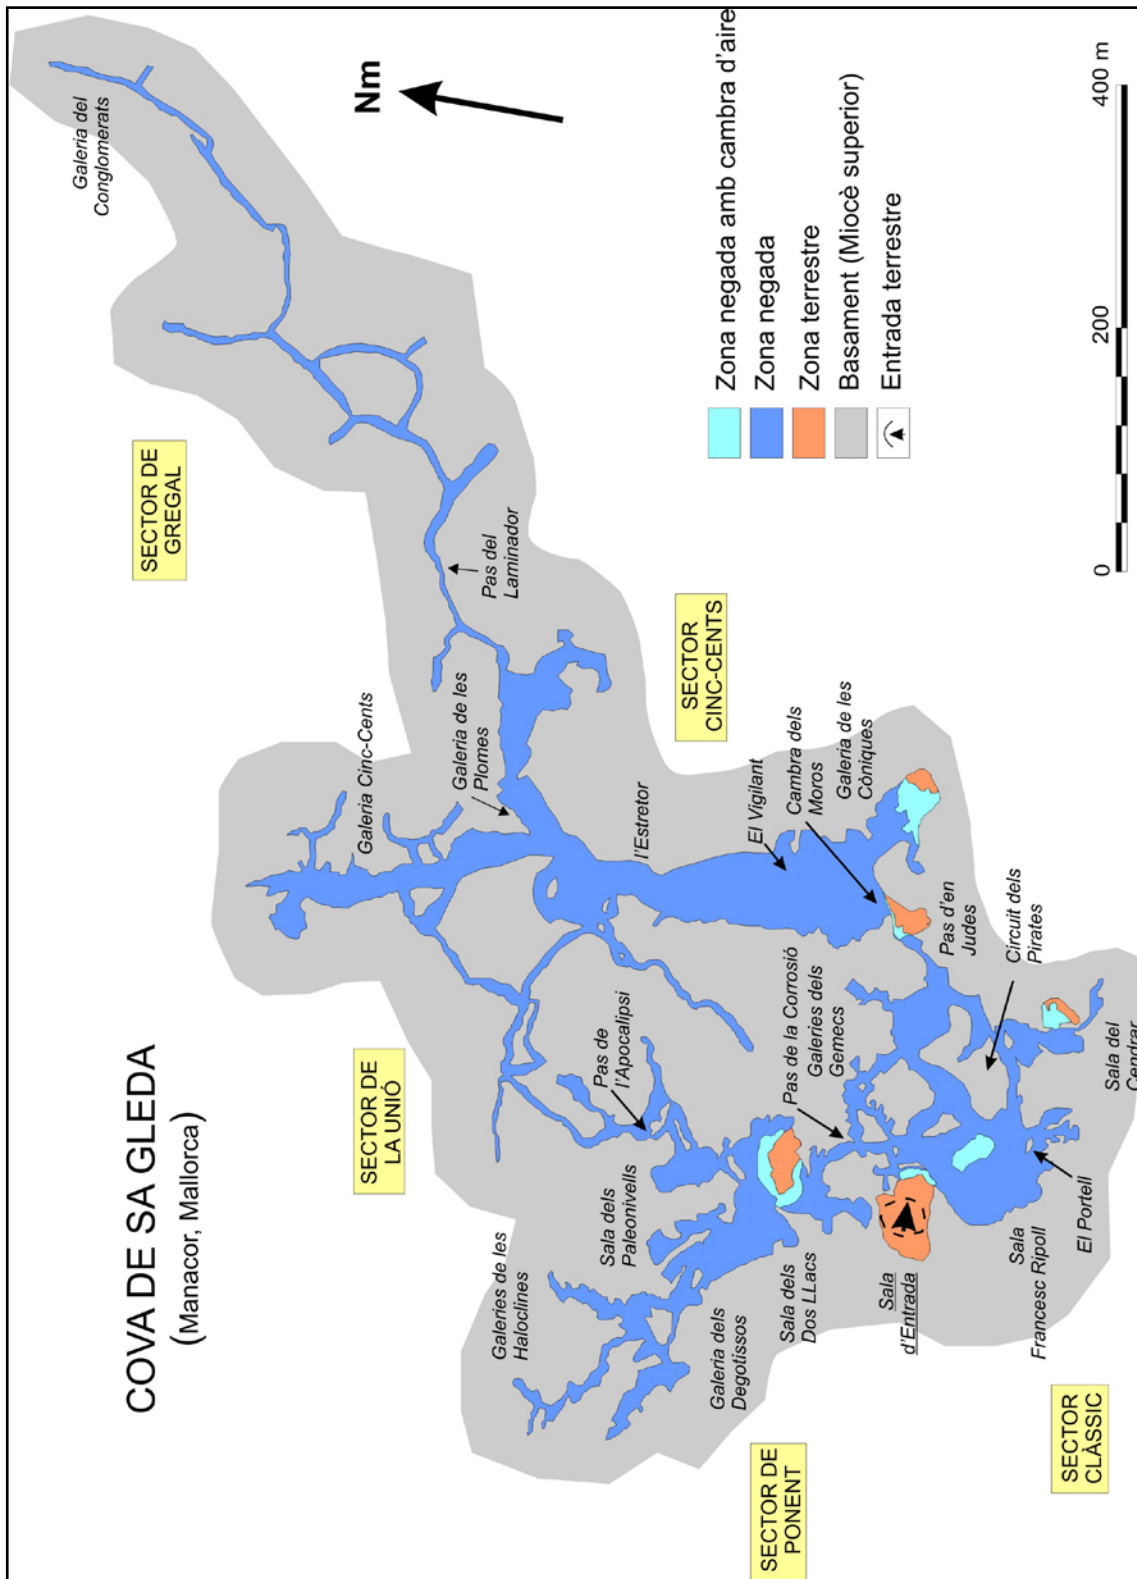 COVA DE SA GLEDA
(Manacor, Mallorca)
SECTOR DE
GREGAL
SECTOR
CINC-CENTS
SECTOR DE
LA UNIÓ
SECTOR DE
PONENT
SECTOR
CLÀSSIC
Galeria del
Conglomerats
Pas del
Laminador
Galeria de les
Plomes
Galeria Cinc-Cents
l'Estretor
El Vigilant
Cambra dels
Moros
Galeria de les
Còniques
Pas d'en
Judes
Circuit dels
Pirates
Sala del
Cendrar
Pas de
l'Apocalipsi
Pas de la Corrosió
Galeries dels
Gemecs
Sala dels
Paleonivells
Galeries de les
Haloclines
Galeria dels
Degotissos
Sala dels
Dos LLacs
Sala
d'Entrada
Sala
Francesc Ripoll
El Portell
Nm
Zona negada amb cambra d'aire
Zona negada
Zona terrestre
Basament (Miocè superior)
Entrada terrestre
0
200
400 m